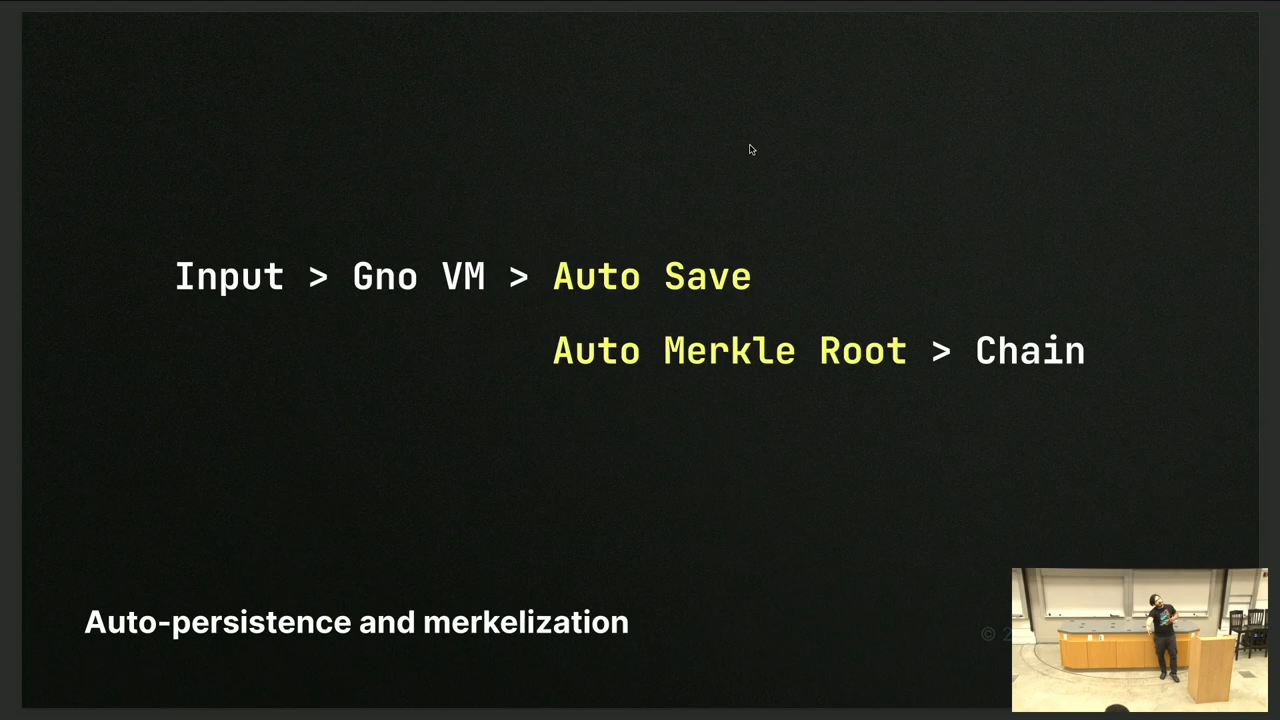 Input > Gno VM > Auto Save
Auto Merkle Root > Chain
Auto-persistence and merkelization